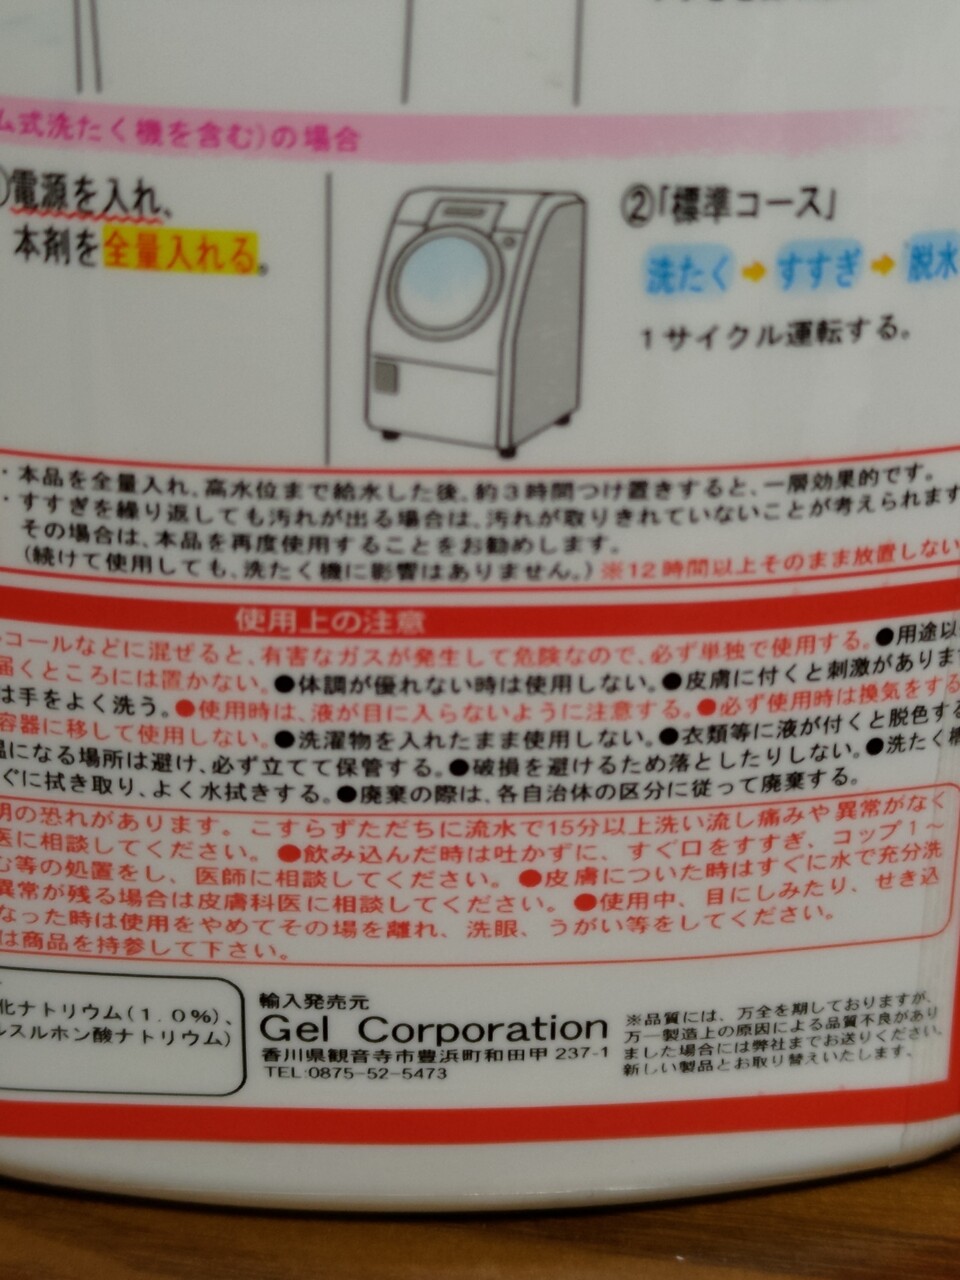 ム式洗たく機を含む)の場合
電源を入れ、
本剤を全量入れる。
②「標準コース」
洗たく➡すすぎ➡脱水
1サイクル運転する。
・本品を全量入れ、高水位まで給水した後、約3時間つけ置きすると、一層効果的です。
・すすぎを繰り返しても汚れが出る場合は、汚れが取りきれていないことが考えられます
その場合は、本品を再度使用することをお勧めします。
(続けて使用しても、洗たく機に影響はありません。)※12時間以上そのまま放置しない
使用上の注意
コールなどに混ぜると、有害なガスが発生して危険なので、必ず単独で使用する。●用途以
届くところには置かない。●体調が優れない時は使用しない。●皮膚に付くと刺激がありま
は手をよく洗う。●使用時は、液が目に入らないように注意する。●必ず使用時は換気をする
容器に移して使用しない。●洗濯物を入れたまま使用しない。●衣類等に液が付くと脱色する
温になる場所は避け、必ず立てて保管する。●破損を避けるため落としたりしない。●洗たく機
ぐに拭き取り、よく水拭きする。●廃棄の際は、各自治体の区分に従って廃棄する。
明の恐れがあります。こすらずただちに流水で15分以上洗い流し痛みや異常がなく
医に相談してください。●飲み込んだ時は吐かずに、すぐ口をすすぎ、コップ1~
む等の処置をし、医師に相談してください。●皮膚についた時はすぐに水で充分洗
異常が残る場合は皮膚科医に相談してください。●使用中、目にしみたり、せき込
なった時は使用をやめてその場を離れ、洗眼、うがい等をしてください。
は商品を持参して下さい。
化ナトリウム(1.0%)、
ルスルホン酸ナトリウム)
輸入発売元
Gel Corporation
香川県観音寺市豊浜町和田甲237-1
TEL:0875-52-5473
※品質には、万全を期しておりますが、
万一製造上の原因による品質不良があり
ました場合には弊社までお送りください。
新しい製品とお取り替えいたします。